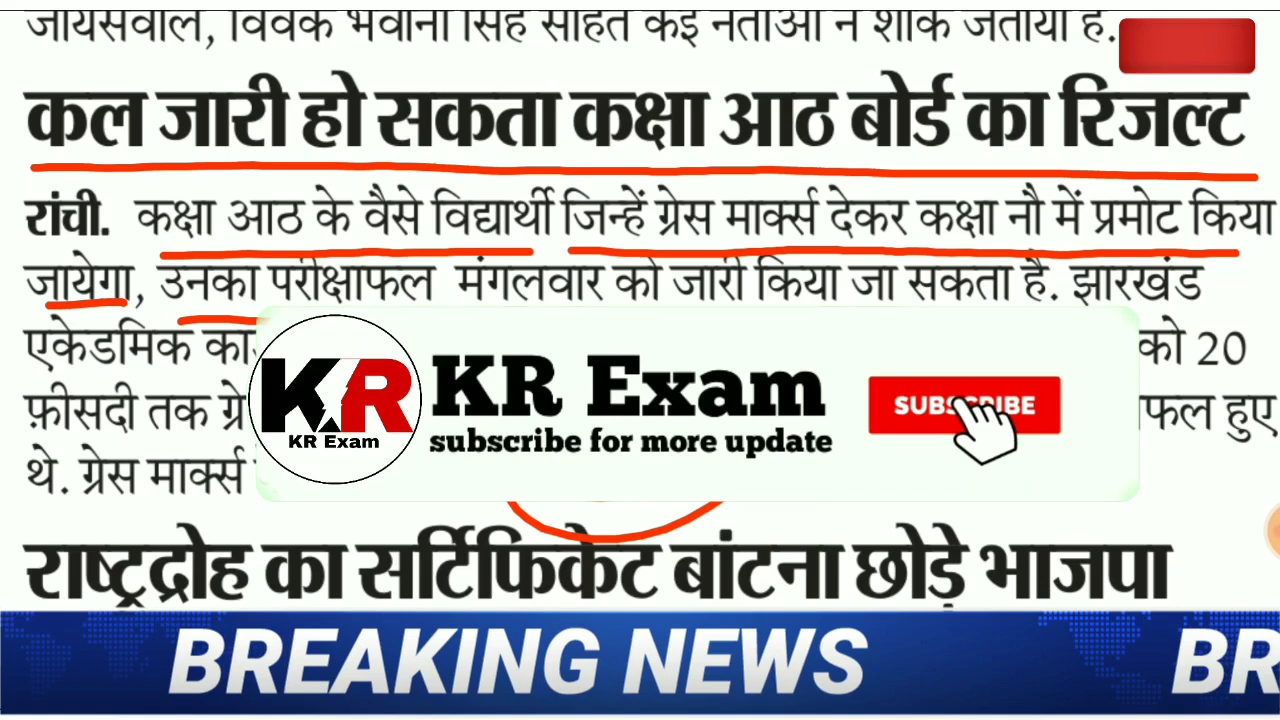 जायसवाल, विवेक भवानी सिंह सहित कई नेताओं ने शोक जताया है.
कल जारी हो सकता कक्षा आठ बोर्ड का रिजल्ट
रांची. कक्षा आठ के वैसे विद्यार्थी जिन्हें ग्रेस मार्क्स देकर कक्षा नौ में प्रमोट किया
जायेगा, उनका परीक्षाफल मंगलवार को जारी किया जा सकता है. झारखंड
एकेडमिक को 20
फ़ीसदी तक हुए
थे. ग्रेस मार्क्स
KR
KR Exam
KR Exam
subscribe for more update
SUBSCRIBE
राष्ट्रद्रोह का सर्टिफिकेट बांटना छोड़े भाजपा
BREAKING NEWS BR